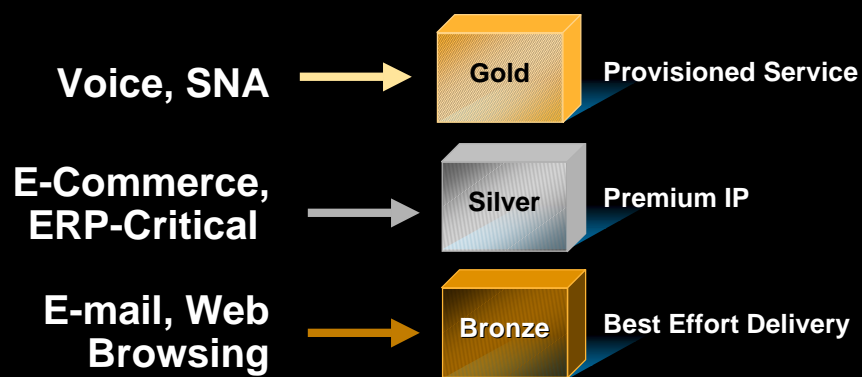 Voice, SNA
Gold
Provisioned Service
E-Commerce,
ERP-Critical
Silver
Premium IP
E-mail, Web
Browsing
Bronze
Best Effort Delivery